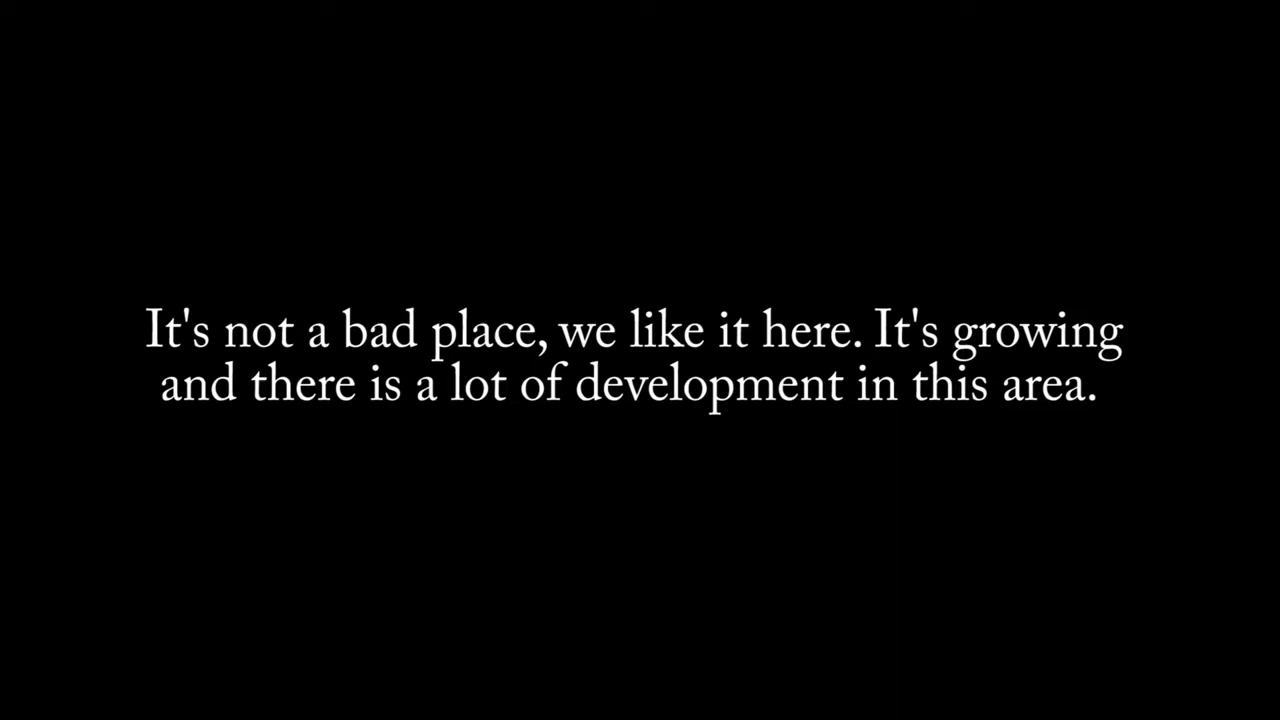 It's not a bad place, we like it here. It's growing
and there is a lot of development in this area.